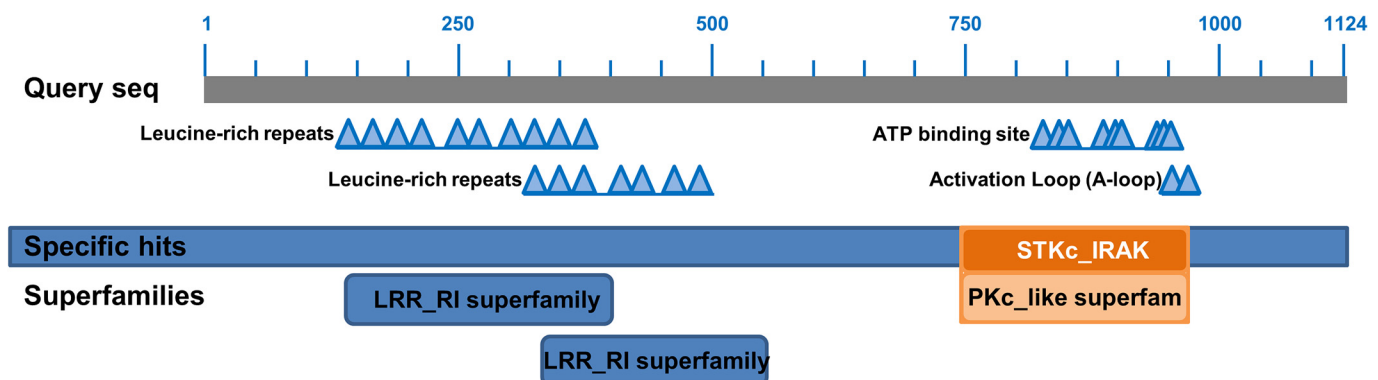 1 250 500 750 1000 1124
Query seq
Leucine-rich repeats ATP binding site
Leucine-rich repeats Activation Loop (A-loop)
Specific hits STKc_IRAK
Superfamilies LRR_RI superfamily PKc_like superfam
LRR_RI superfamily